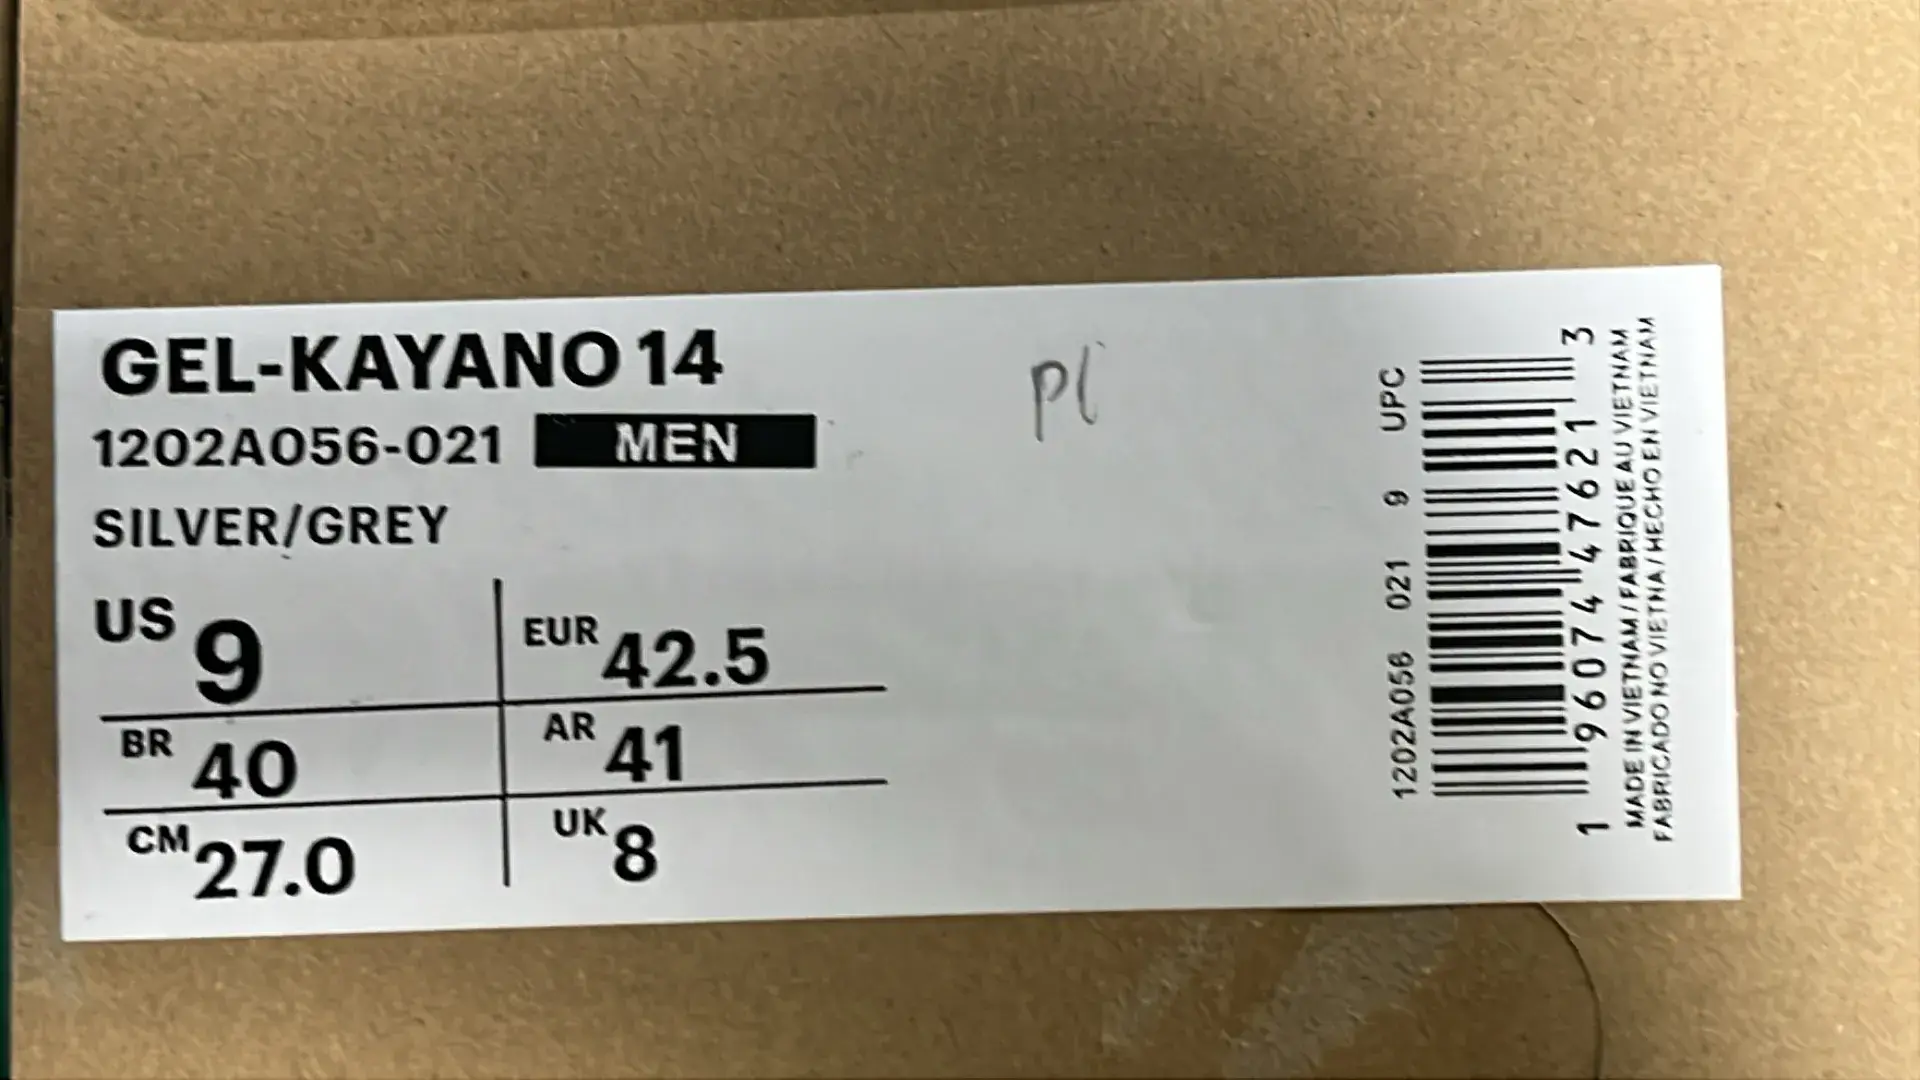 GEL-KAYANO 14
1202A056-021 MEN
SILVER/GREY
US 9
EUR 42.5
BR 40
AR 41
CM 27.0
UK 8
1202A056 021 9 UPC
1 96074 47621 3
MADE IN VIETNAM / FABRIQUE AU VIETNAM
FABRICADO NO VIETNA / HECHO EN VIETNAM